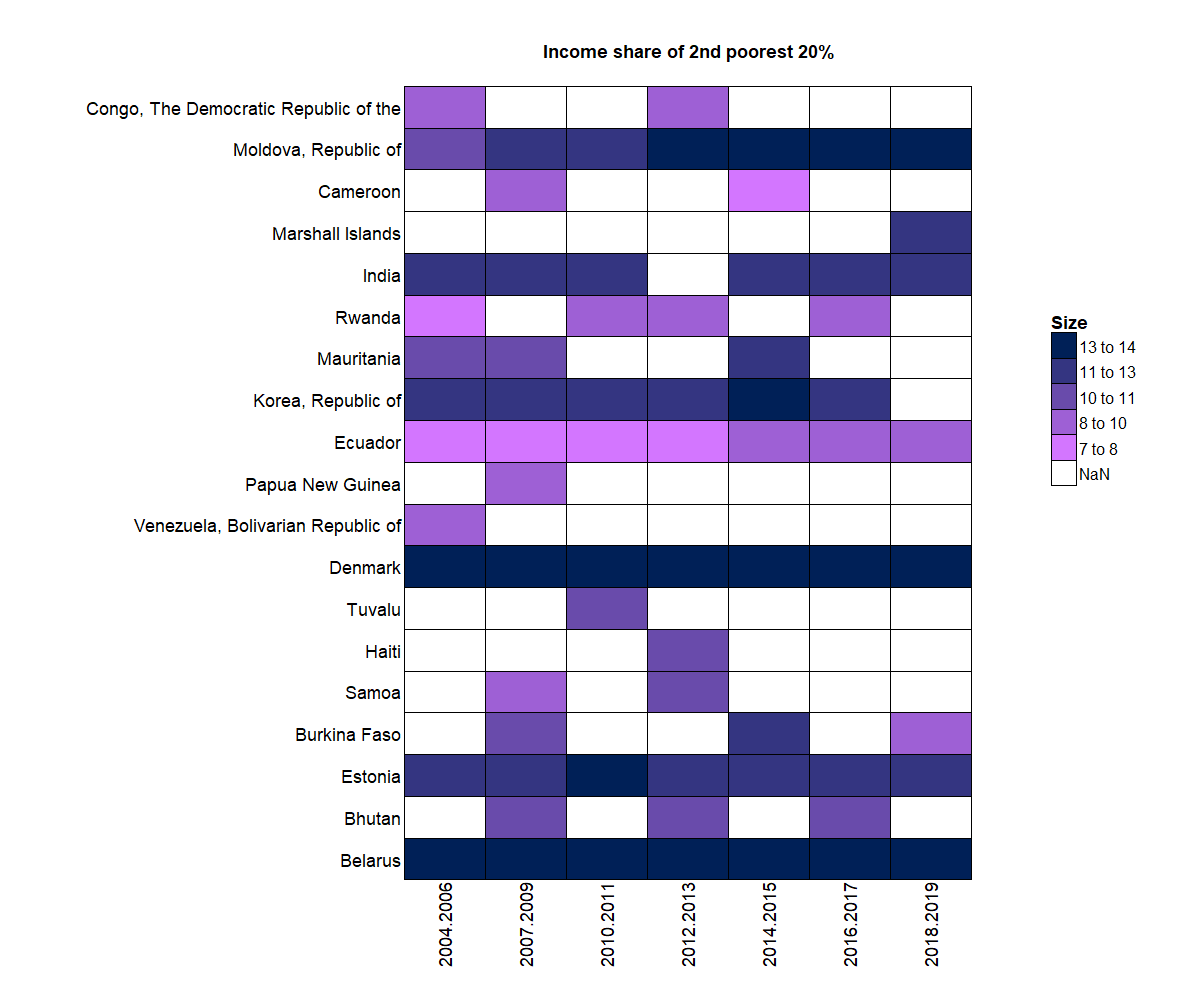 Income share of 2nd poorest 20%
Congo, The Democratic Republic of the
Moldova, Republic of
Cameroon
Marshall Islands
India
Rwanda
Mauritania
Korea, Republic of
Ecuador
Papua New Guinea
Venezuela, Bolivarian Republic of
Denmark
Tuvalu
Haiti
Samoa
Burkina Faso
Estonia
Bhutan
Belarus
2004.2006
2007.2009
2010.2011
2012.2013
2014.2015
2016.2017
2018.2019
Size
13 to 14
11 to 13
10 to 11
8 to 10
7 to 8
NaN